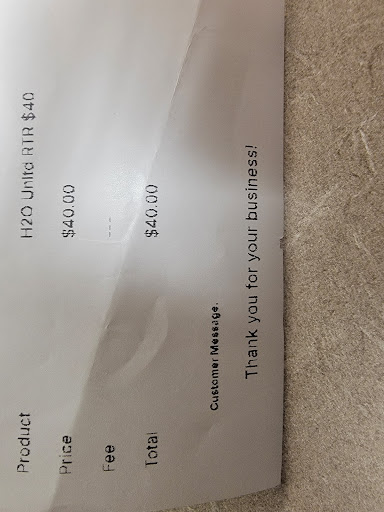 Product H2O Unltd RTR $40
Price $40.00
Fee ---
Total $40.00
Customer Message.
Thank you for your business!